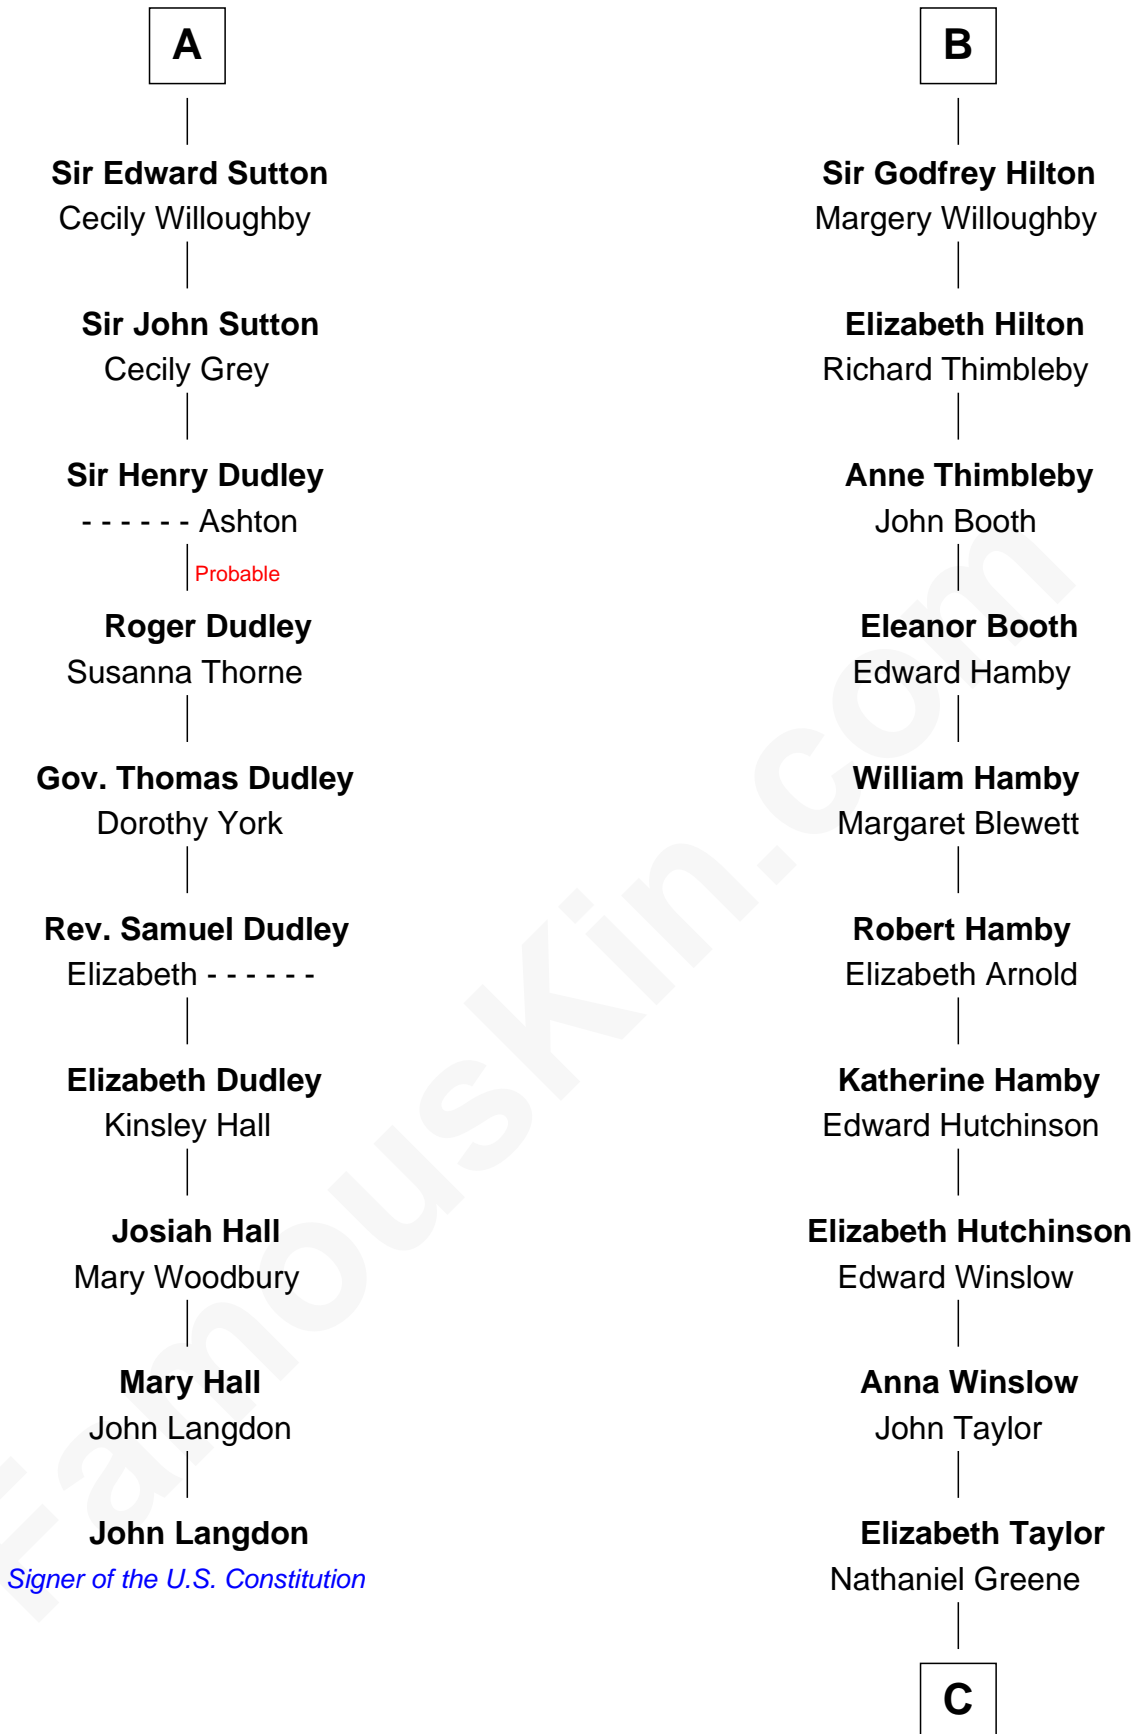 A
Sir Edward Sutton
Cecily Willoughby
Sir John Sutton
Cecily Grey
Sir Henry Dudley
- - - - - - Ashton
Probable
Roger Dudley
Susanna Thorne
Gov. Thomas Dudley
Dorothy York
Rev. Samuel Dudley
Elizabeth - - - - - -
Elizabeth Dudley
Kinsley Hall
Josiah Hall
Mary Woodbury
Mary Hall
John Langdon
John Langdon
Signer of the U.S. Constitution
B
Sir Godfrey Hilton
Margery Willoughby
Elizabeth Hilton
Richard Thimbleby
Anne Thimbleby
John Booth
Eleanor Booth
Edward Hamby
William Hamby
Margaret Blewett
Robert Hamby
Elizabeth Arnold
Katherine Hamby
Edward Hutchinson
Elizabeth Hutchinson
Edward Winslow
Anna Winslow
John Taylor
Elizabeth Taylor
Nathaniel Greene
C
FamousKin.com